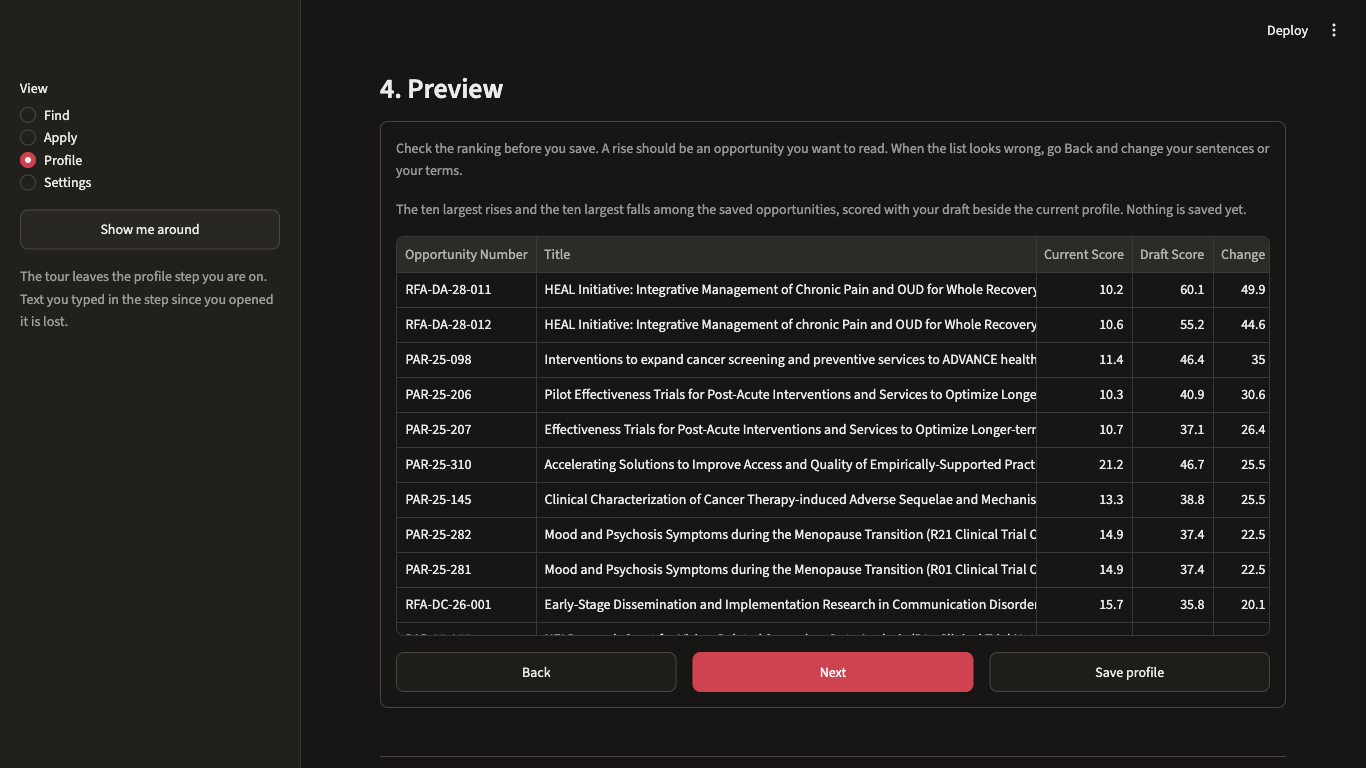 Deploy
View
Find
Apply
Profile
Settings
Show me around
The tour leaves the profile step you are on.
Text you typed in the step since you opened
it is lost.
4. Preview
Check the ranking before you save. A rise should be an opportunity you want to read. When the list looks wrong, go Back and change your sentences or
your terms.
The ten largest rises and the ten largest falls among the saved opportunities, scored with your draft beside the current profile. Nothing is saved yet.
Opportunity Number Title Current Score Draft Score Change
RFA-DA-28-011 HEAL Initiative: Integrative Management of Chronic Pain and OUD for Whole Recovery 10.2 60.1 49.9
RFA-DA-28-012 HEAL Initiative: Integrative Management of chronic Pain and OUD for Whole Recovery 10.6 55.2 44.6
PAR-25-098 Interventions to expand cancer screening and preventive services to ADVANCE health 11.4 46.4 35
PAR-25-206 Pilot Effectiveness Trials for Post-Acute Interventions and Services to Optimize Longe 10.3 40.9 30.6
PAR-25-207 Effectiveness Trials for Post-Acute Interventions and Services to Optimize Longer-terr 10.7 37.1 26.4
PAR-25-310 Accelerating Solutions to Improve Access and Quality of Empirically-Supported Pract 21.2 46.7 25.5
PAR-25-145 Clinical Characterization of Cancer Therapy-induced Adverse Sequelae and Mechanis 13.3 38.8 25.5
PAR-25-282 Mood and Psychosis Symptoms during the Menopause Transition (R21 Clinical Trial 14.9 37.4 22.5
PAR-25-281 Mood and Psychosis Symptoms during the Menopause Transition (R01 Clinical Trial 14.9 37.4 22.5
RFA-DC-26-001 Early-Stage Dissemination and Implementation Research in Communication Disorde 15.7 35.8 20.1
Back
Next
Save profile